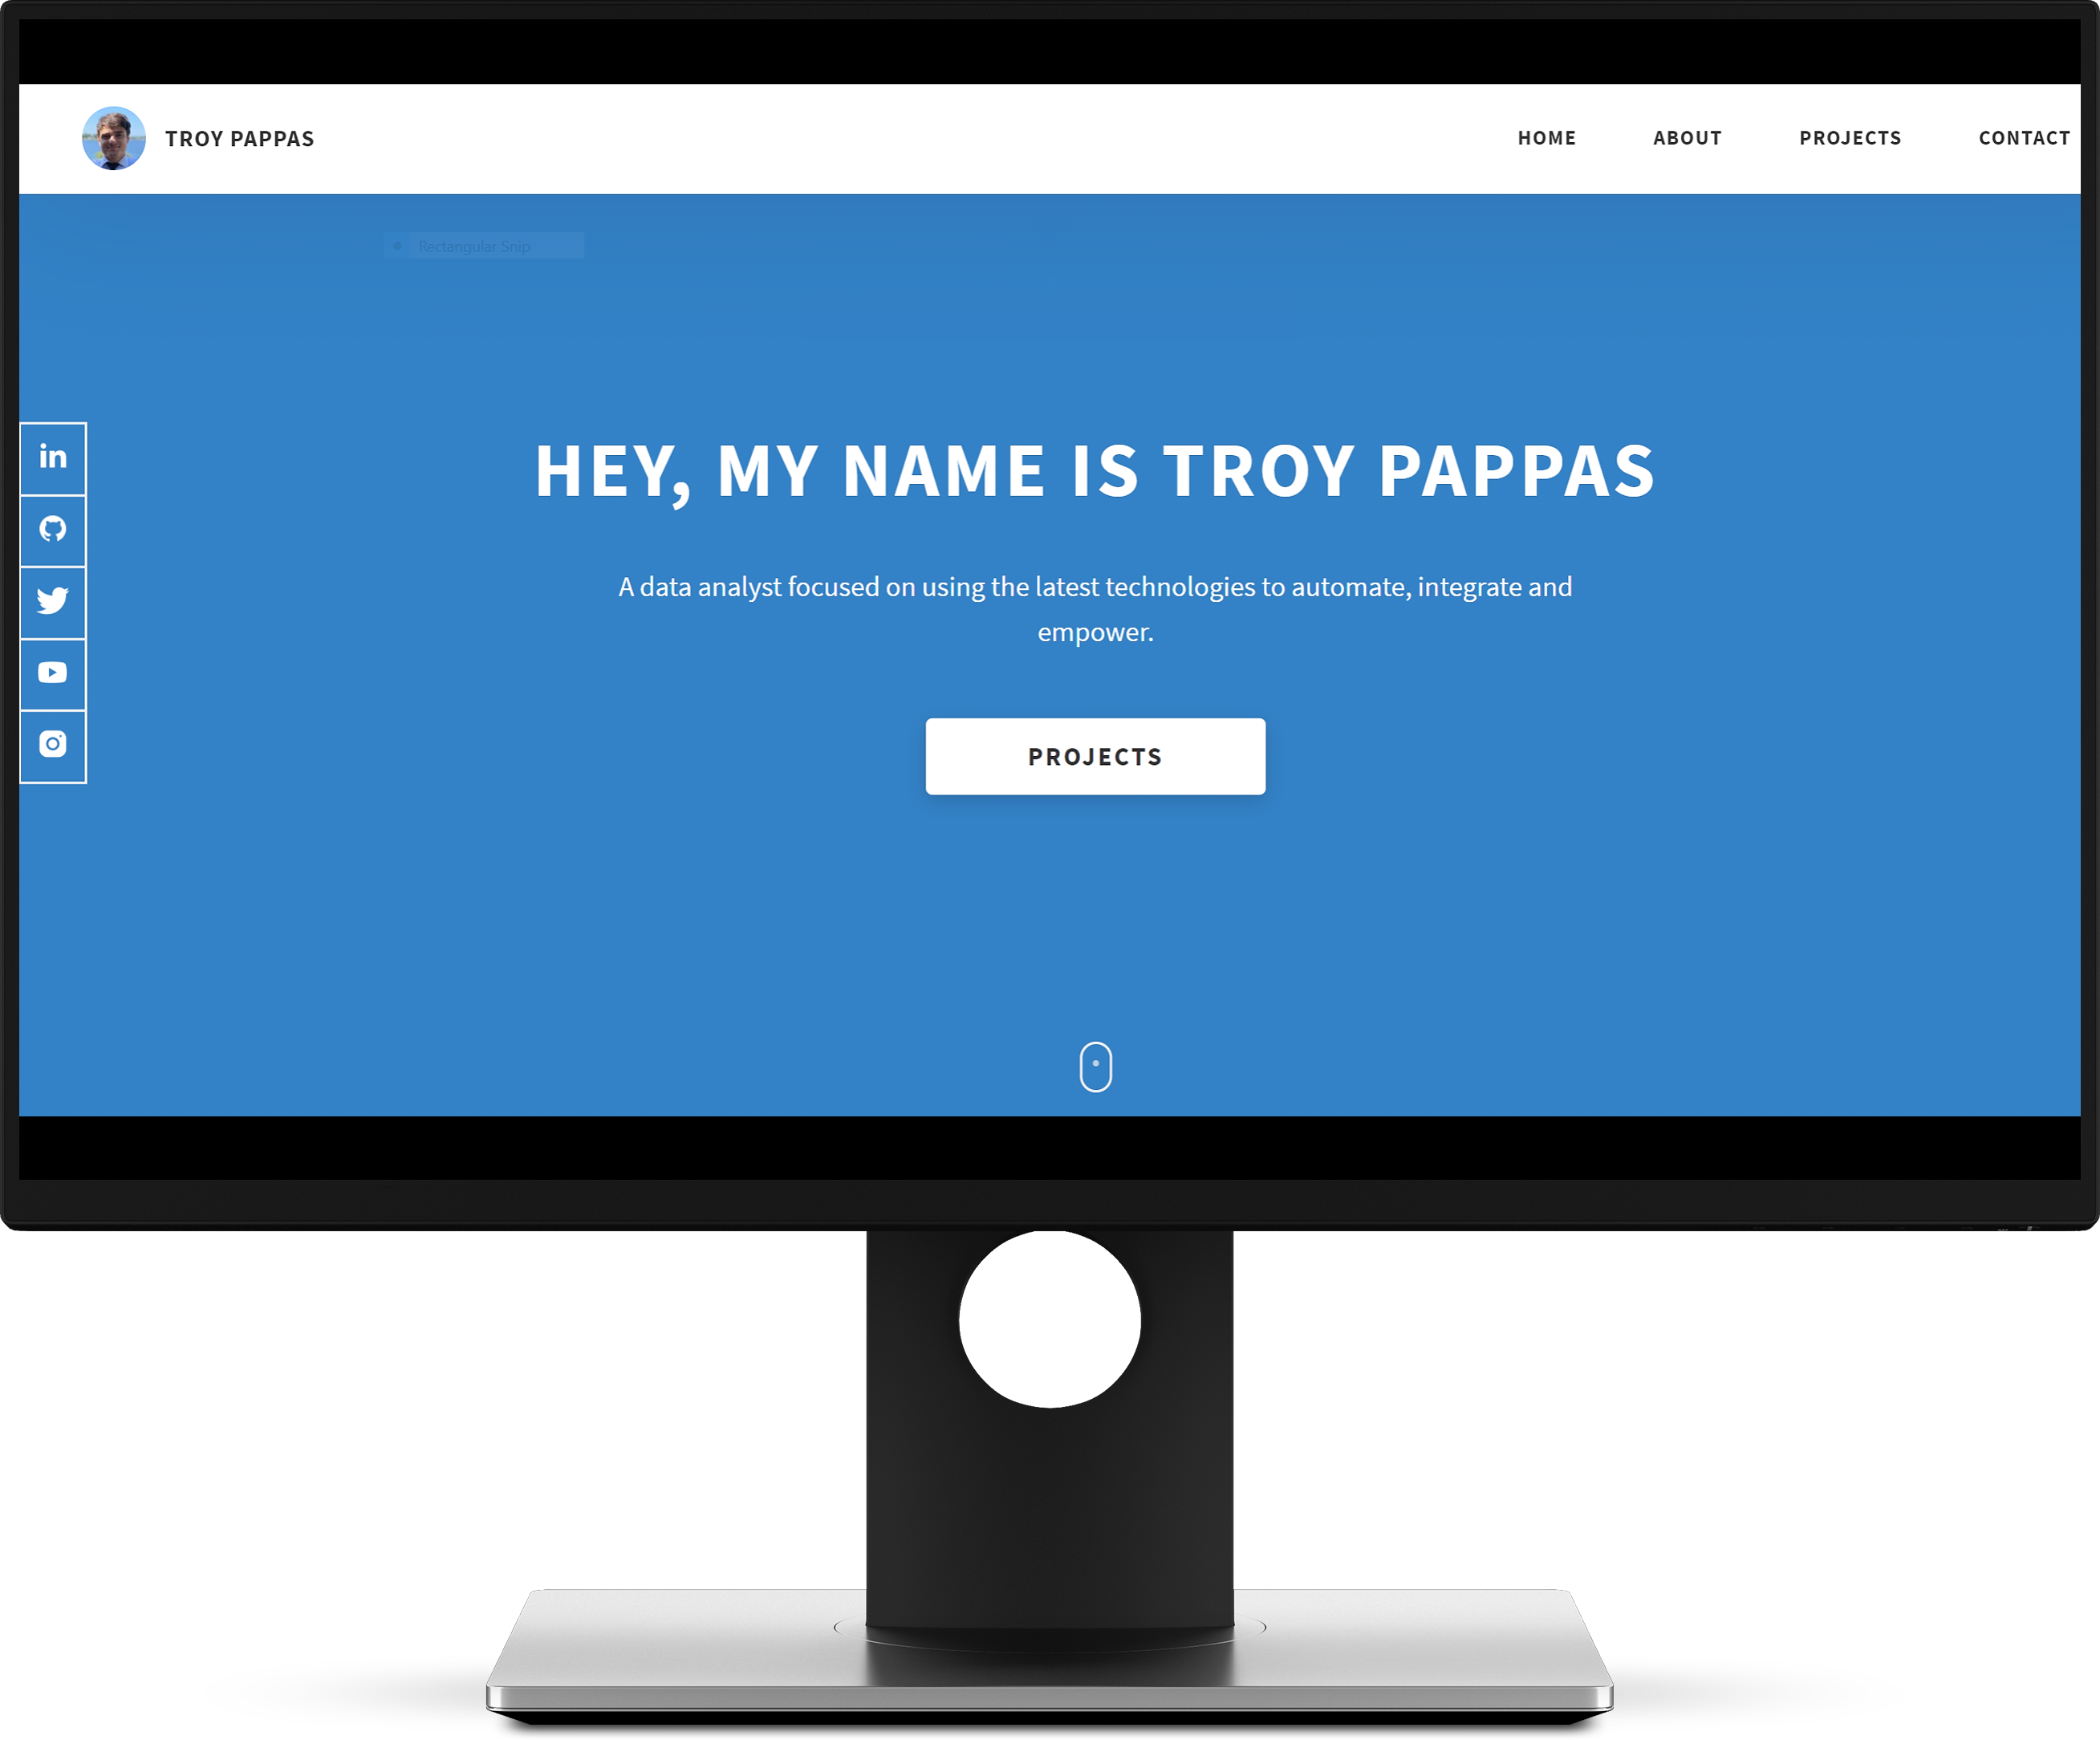 TROY PAPPAS
HOME ABOUT PROJECTS CONTACT
Rectangular Snip
in
HEY, MY NAME IS TROY PAPPAS
A data analyst focused on using the latest technologies to automate, integrate and
empower.
PROJECTS